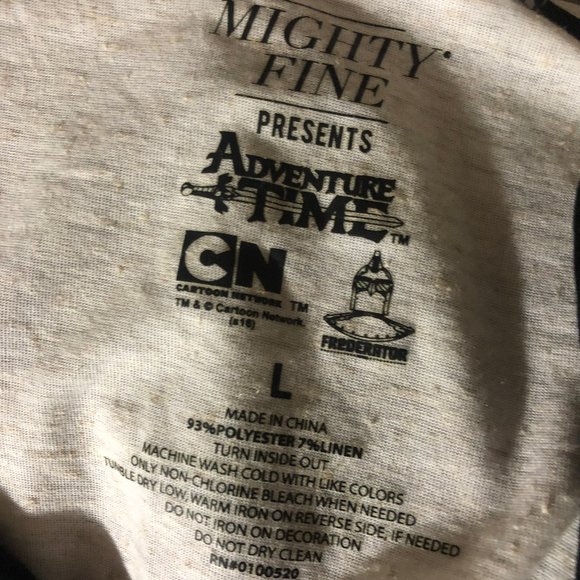 MIGHTY
FINE®
PRESENTS
ADVENTURE
TIME™
CN
CARTOON NETWORK ™
TM & © Cartoon Network.
(s16)
FREDERATOR
L
MADE IN CHINA
93%POLYESTER 7%LINEN
TURN INSIDE OUT
MACHINE WASH COLD WITH LIKE COLORS
ONLY NON-CHLORINE BLEACH WHEN NEEDED
TUMBLE DRY LOW, WARM IRON ON REVERSE SIDE, IF NEEDED
DO NOT IRON ON DECORATION
DO NOT DRY CLEAN
RN#0100520